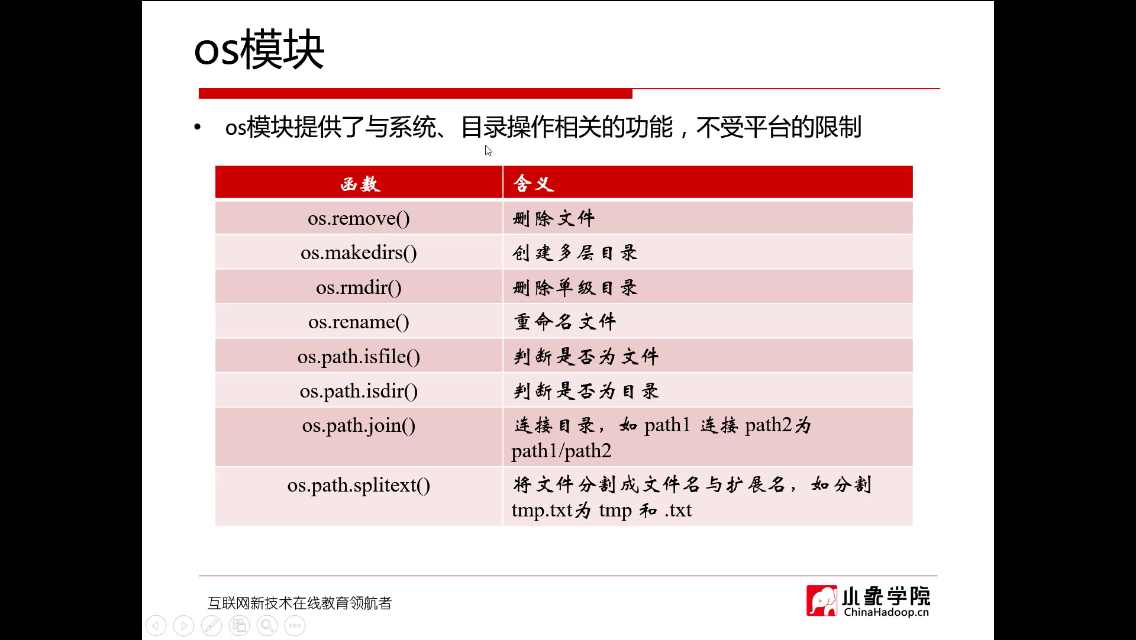 os模块
• os模块提供了与系统、目录操作相关的功能，不受平台的限制
函数 含义
os.remove() 删除文件
os.makedirs() 创建多层目录
os.rmdir() 删除单级目录
os.rename() 重命名文件
os.path.isfile() 判断是否为文件
os.path.isdir() 判断是否为目录
os.path.join() 连接目录，如 path1 连接 path2为
path1/path2
os.path.splitext() 将文件分割成文件名与扩展名，如分割
tmp.txt为 tmp 和 .txt
互联网新技术在线教育领航者
小象学院
ChinaHadoop.cn